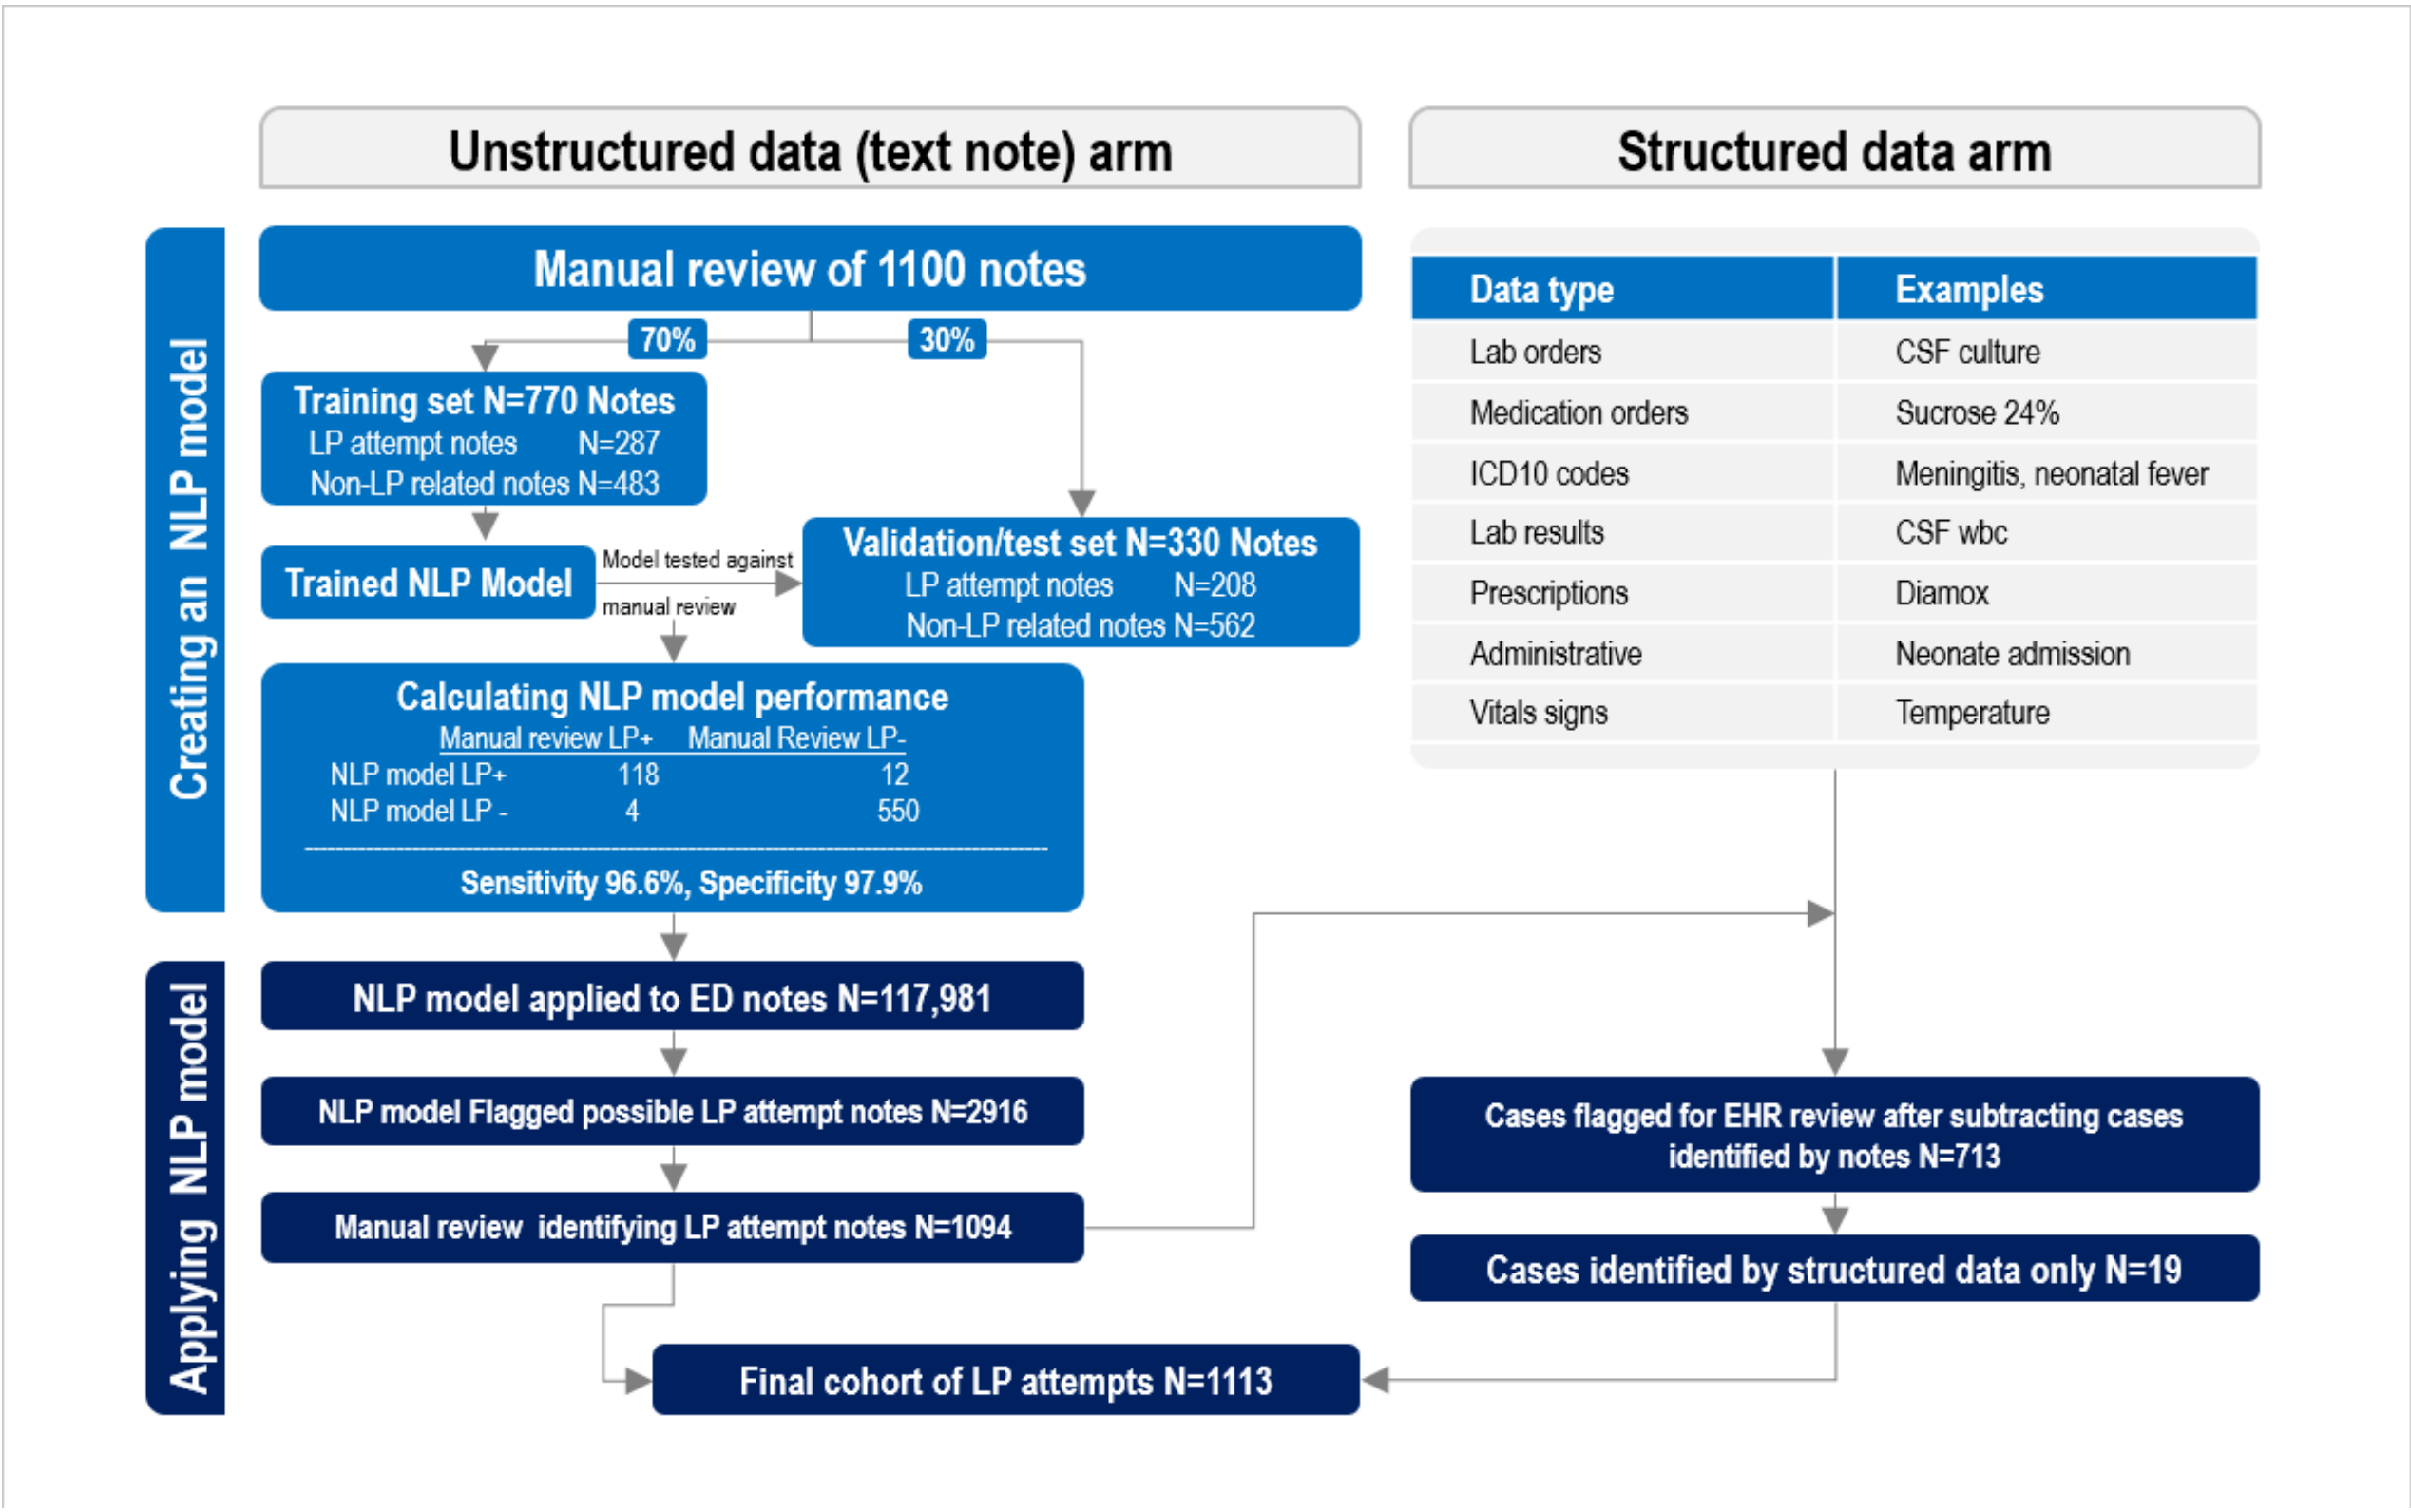 Unstructured data (text note) arm
Structured data arm
Creating an NLP model
Manual review of 1100 notes
70%
30%
Training set N=770 Notes
LP attempt notes N=287
Non-LP related notes N=483
Trained NLP Model
Model tested against
manual review
Validation/test set N=330 Notes
LP attempt notes N=208
Non-LP related notes N=562
Calculating NLP model performance
Manual review LP+ Manual Review LP-
NLP model LP+ 118 12
NLP model LP - 4 550
Sensitivity 96.6%, Specificity 97.9%
Data type Examples
Lab orders CSF culture
Medication orders Sucrose 24%
ICD10 codes Meningitis, neonatal fever
Lab results CSF wbc
Prescriptions Diamox
Administrative Neonate admission
Vitals signs Temperature
Applying NLP model
NLP model applied to ED notes N=117,981
NLP model Flagged possible LP attempt notes N=2916
Manual review identifying LP attempt notes N=1094
Cases flagged for EHR review after subtracting cases
identified by notes N=713
Cases identified by structured data only N=19
Final cohort of LP attempts N=1113